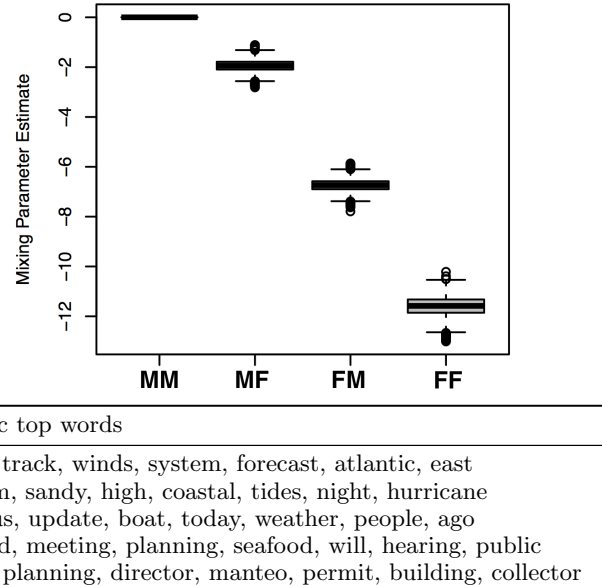 Mixing Parameter Estimate
0
−2
−4
−6
−8
−10
−12
MM MF FM FF
top words
track, winds, system, forecast, atlantic, east
sandy, high, coastal, tides, night, hurricane
update, boat, today, weather, people, ago
meeting, planning, seafood, will, hearing, public
planning, director, manteo, permit, building, collector